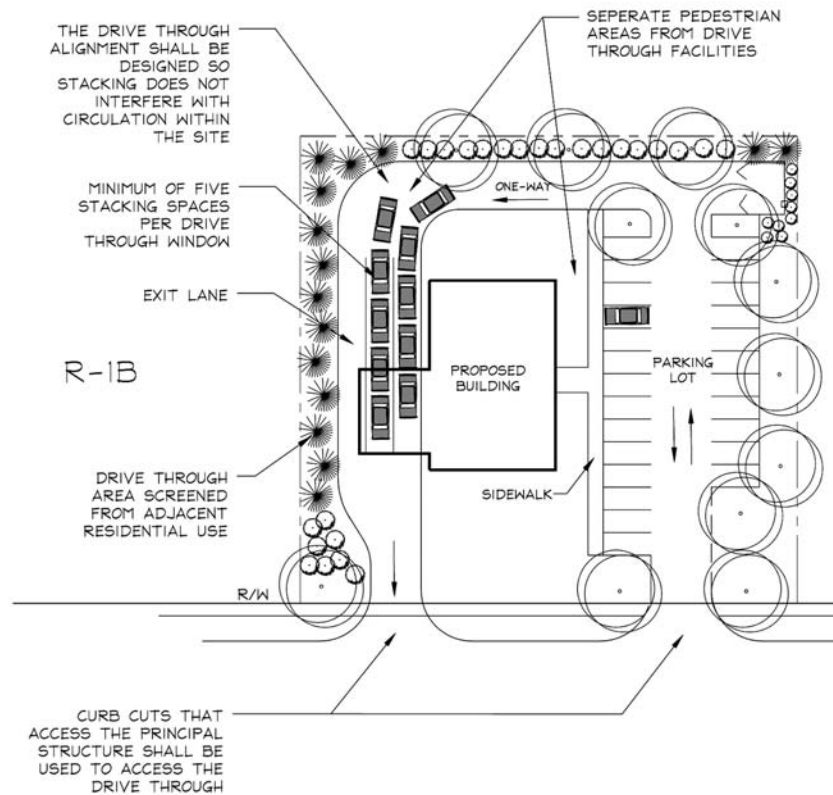 THE DRIVE THROUGH
ALIGNMENT SHALL BE
DESIGNED SO
STACKING DOES NOT
INTERFERE WITH
CIRCULATION WITHIN
THE SITE
SEPERATE PEDESTRIAN
AREAS FROM DRIVE
THROUGH FACILITIES
MINIMUM OF FIVE
STACKING SPACES
PER DRIVE
THROUGH WINDOW
ONE-WAY
EXIT LANE
R-1B
PROPOSED
BUILDING
PARKING
LOT
DRIVE THROUGH
AREA SCREENED
FROM ADJACENT
RESIDENTIAL USE
SIDEWALK
R/W
CURB CUTS THAT
ACCESS THE PRINCIPAL
STRUCTURE SHALL BE
USED TO ACCESS THE
DRIVE THROUGH